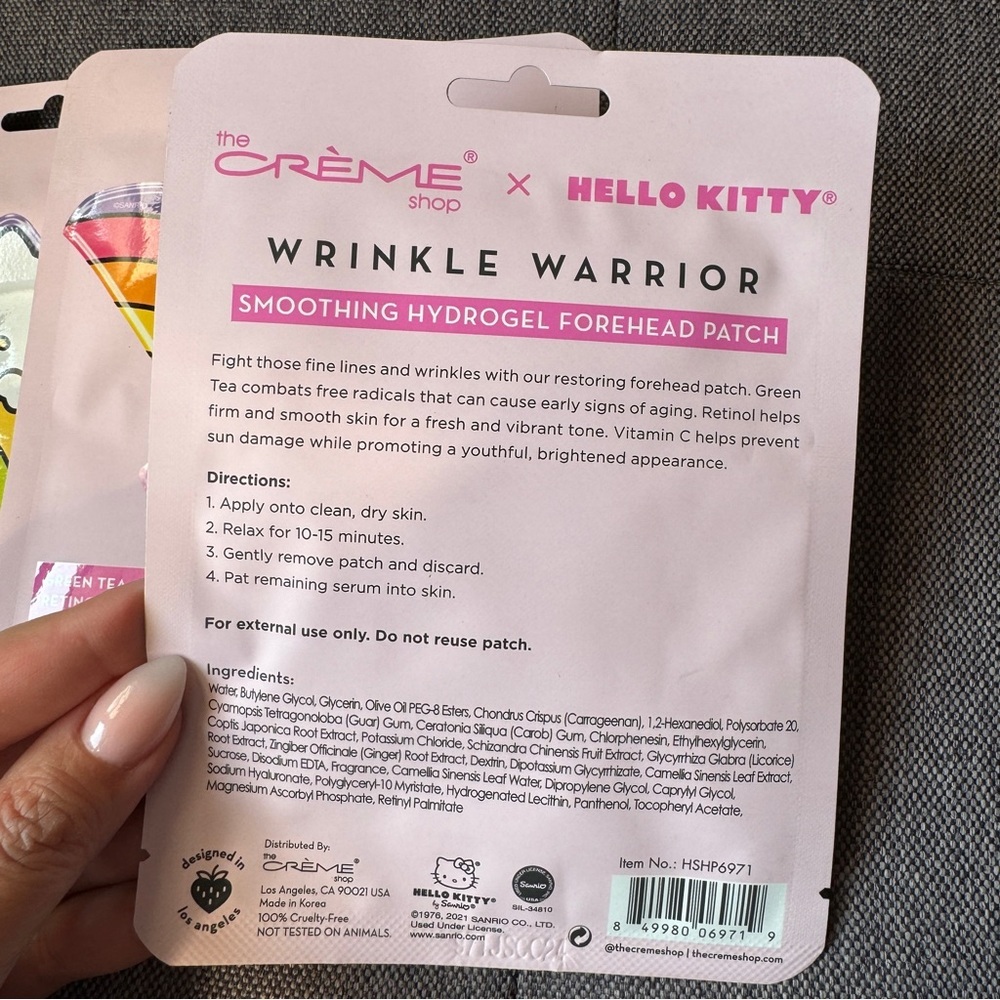 the
CRÈME®
shop
×
HELLO KITTY®
WRINKLE WARRIOR
SMOOTHING HYDROGEL FOREHEAD PATCH
Fight those fine lines and wrinkles with our restoring forehead patch. Green
Tea combats free radicals that can cause early signs of aging. Retinol helps
firm and smooth skin for a fresh and vibrant tone. Vitamin C helps prevent
sun damage while promoting a youthful, brightened appearance.
Directions:
1. Apply onto clean, dry skin.
2. Relax for 10-15 minutes.
3. Gently remove patch and discard.
4. Pat remaining serum into skin.
For external use only. Do not reuse patch.
Ingredients:
Water, Butylene Glycol, Glycerin, Olive Oil PEG-8 Esters, Chondrus Crispus (Carrageenan), 1,2-Hexanediol, Polysorbate 20,
Cyamopsis Tetragonoloba (Guar) Gum, Ceratonia Siliqua (Carob) Gum, Chlorphenesin, Ethylhexylglycerin,
Coptis Japonica Root Extract, Potassium Chloride, Schizandra Chinensis Fruit Extract, Glycyrrhiza Glabra (Licorice)
Root Extract, Zingiber Officinale (Ginger) Root Extract, Dextrin, Dipotassium Glycyrrhizate, Camellia Sinensis Leaf Extract,
Sucrose, Disodium EDTA, Fragrance, Camellia Sinensis Leaf Water, Dipropylene Glycol, Caprylyl Glycol,
Sodium Hyaluronate, Polyglyceryl-10 Myristate, Hydrogenated Lecithin, Panthenol, Tocopheryl Acetate,
Magnesium Ascorbyl Phosphate, Retinyl Palmitate
designed in
los angeles
Distributed By:
the
CRÈME®
shop
Los Angeles, CA 90021 USA
Made in Korea
100% Cruelty-Free
NOT TESTED ON ANIMALS.
HELLO KITTY®
by Sanrio®
©1976, 2021 SANRIO CO., LTD.
Used Under License.
www.sanrio.com
Sanrio
USA
SIL-34810
Item No.: HSHP6971
8 49980 06971 9
@thecremeshop | thecremeshop.com
TEA